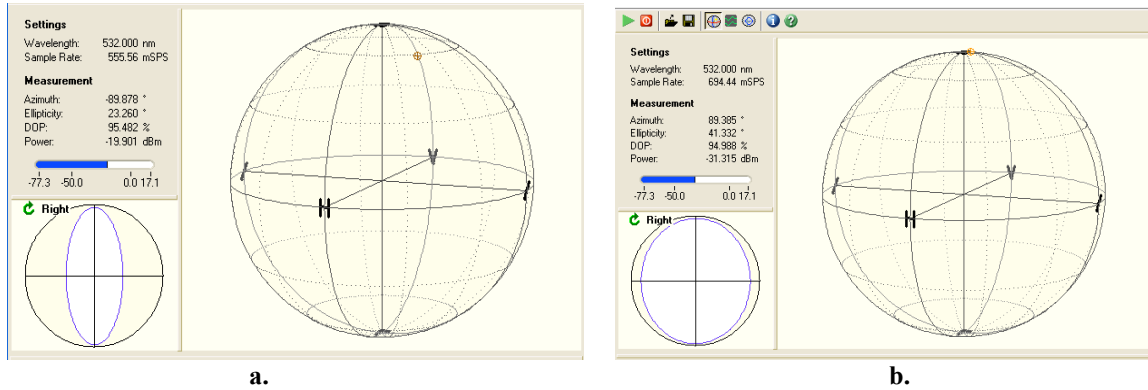 Settings
Wavelength: 532.000 nm
Sample Rate: 555.56 mSPS
Measurement
Azimuth: -89.878 °
Ellipticity: 23.260 °
DOP: 95.482 %
Power: -19.901 dBm
-77.3 -50.0 0.0 17.1
Right
H
V
a.
Settings
Wavelength: 532.000 nm
Sample Rate: 694.44 mSPS
Measurement
Azimuth: 89.385 °
Ellipticity: 41.332 °
DOP: 94.988 %
Power: -31.315 dBm
-77.3 -50.0 0.0 17.1
Right
H
V
b.